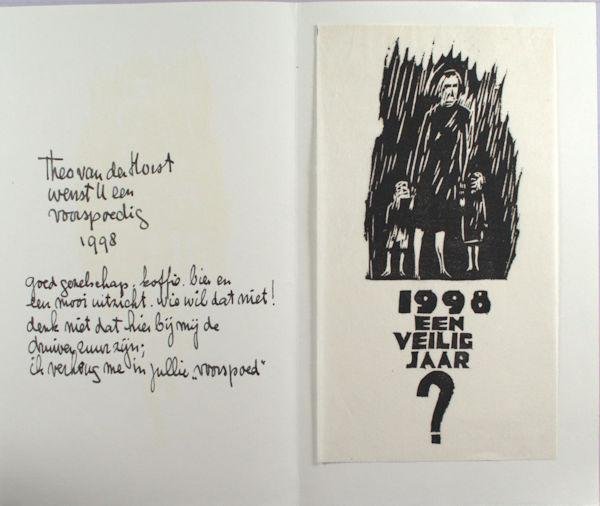 Theo van der Horst
wenst U een
voorspoedig
1998
goed gezelschap, koffie, bier en
een mooi uitzicht. wie wil dat niet!
denk niet dat hier bij mij de
druiven zuur zijn;
ik verheug me in jullie „voorspoed"
1998
EEN
VEILIG
JAAR
?